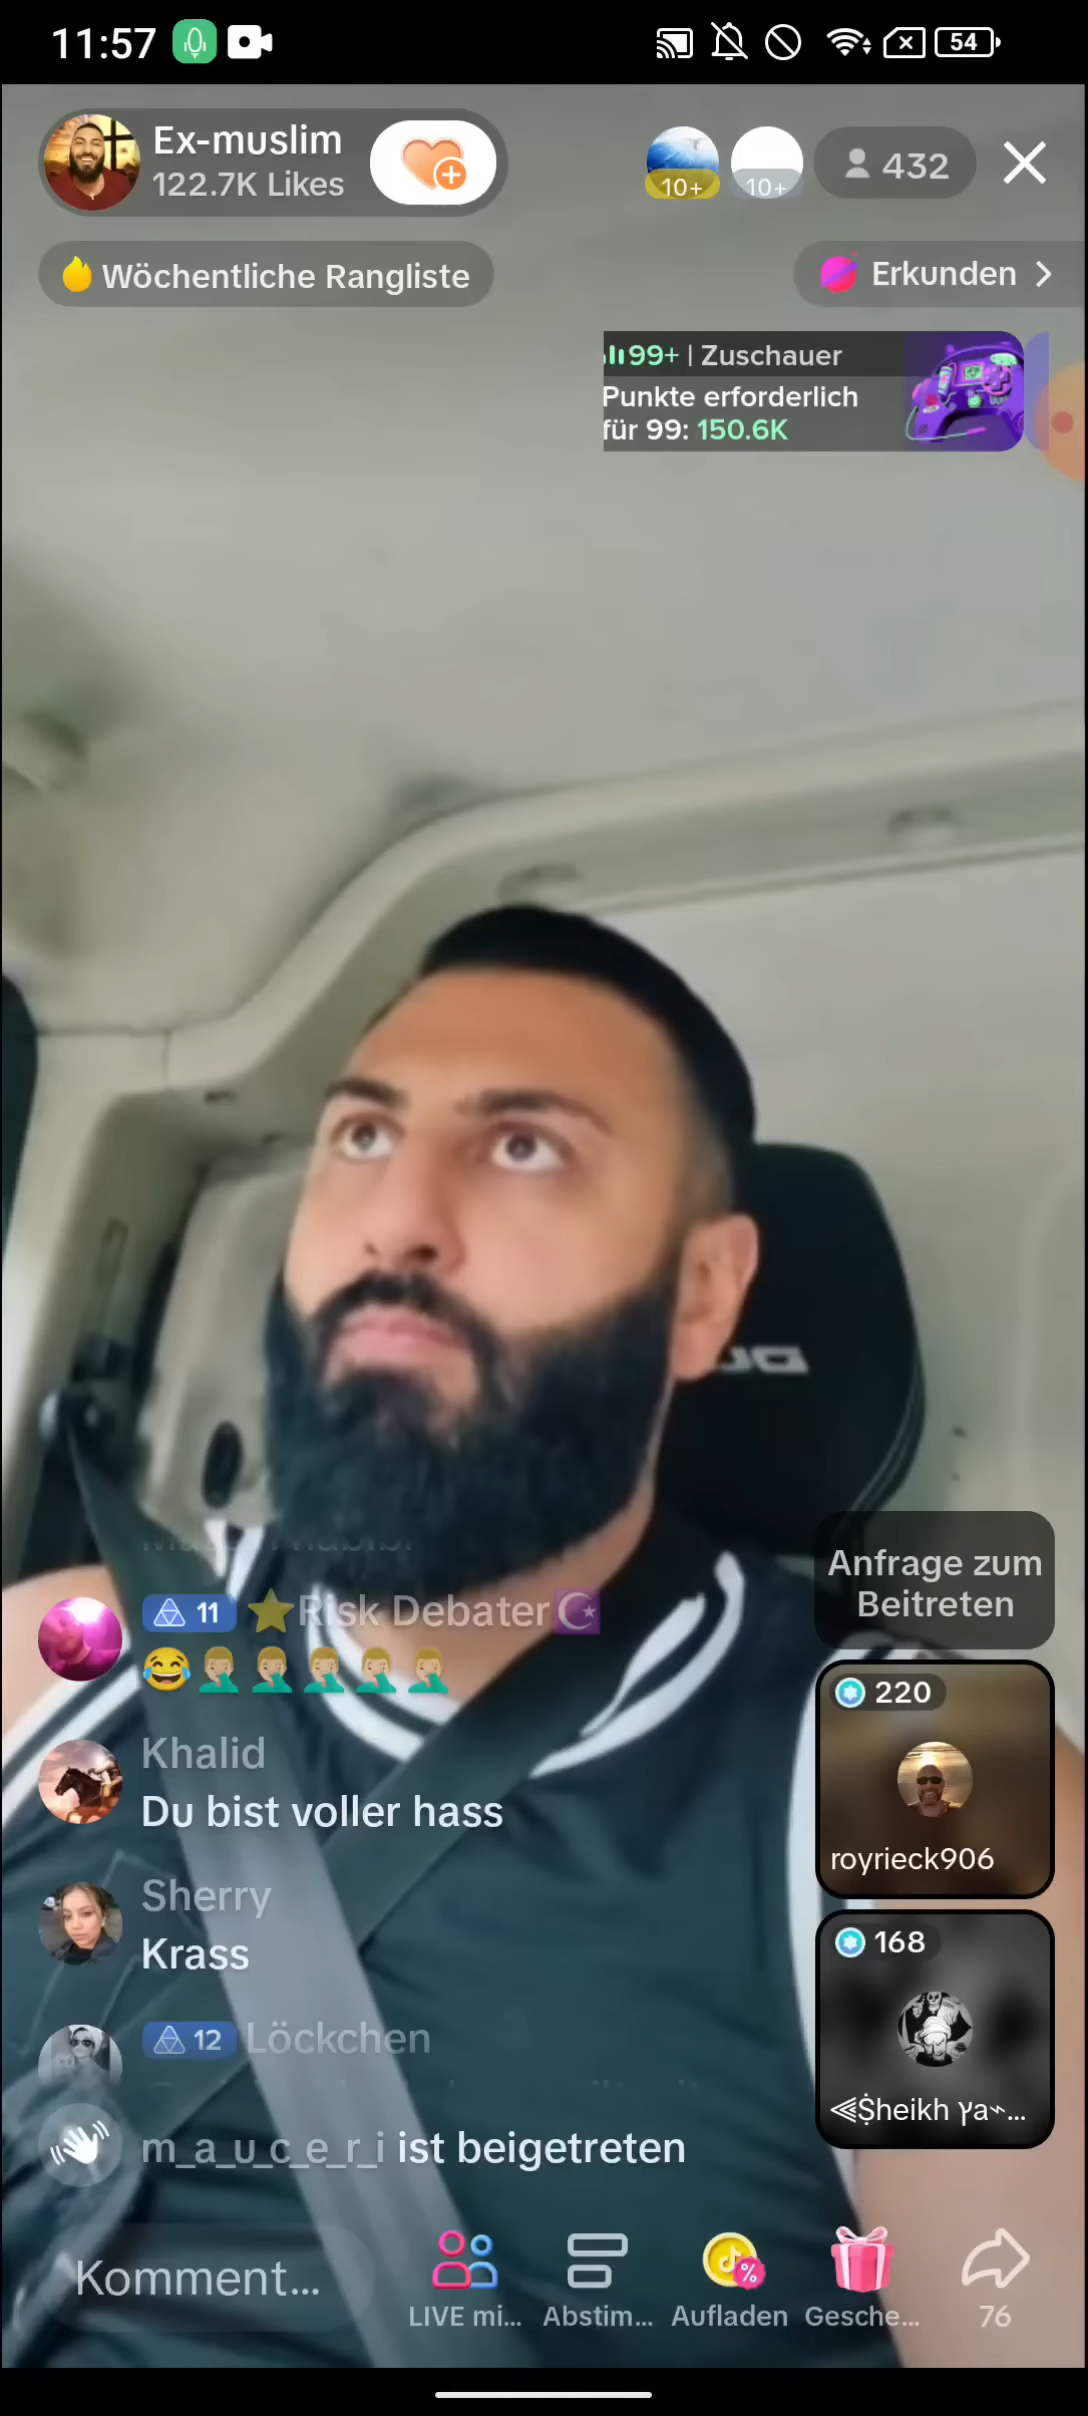 11:57
54
Ex-muslim
122.7K Likes
10+
10+
432
Wöchentliche Rangliste
Erkunden
99+ | Zuschauer
Punkte erforderlich
für 99: 150.6K
Anfrage zum
Beitreten
11 ⭐Risk Debater☪️
😂🤦🏼‍♂️🤦🏼‍♂️🤦🏼‍♂️🤦🏼‍♂️🤦🏼‍♂️
Khalid
Du bist voller hass
Sherry
Krass
12 Löckchen
m_a_u_c_e_r_i ist beigetreten
220
royrieck906
168
Komment...
LIVE mi...
Abstim...
Aufladen
Gesche...
76